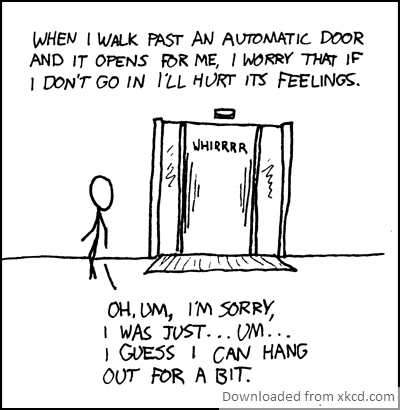 WHEN I WALK PAST AN AUTOMATIC DOOR
AND IT OPENS FOR ME, I WORRY THAT IF
I DON'T GO IN I'LL HURT ITS FEELINGS.
WHIRRRR
OH, UM, I'M SORRY,
I WAS JUST... UM...
I GUESS I CAN HANG
OUT FOR A BIT.
Downloaded from xkcd.com